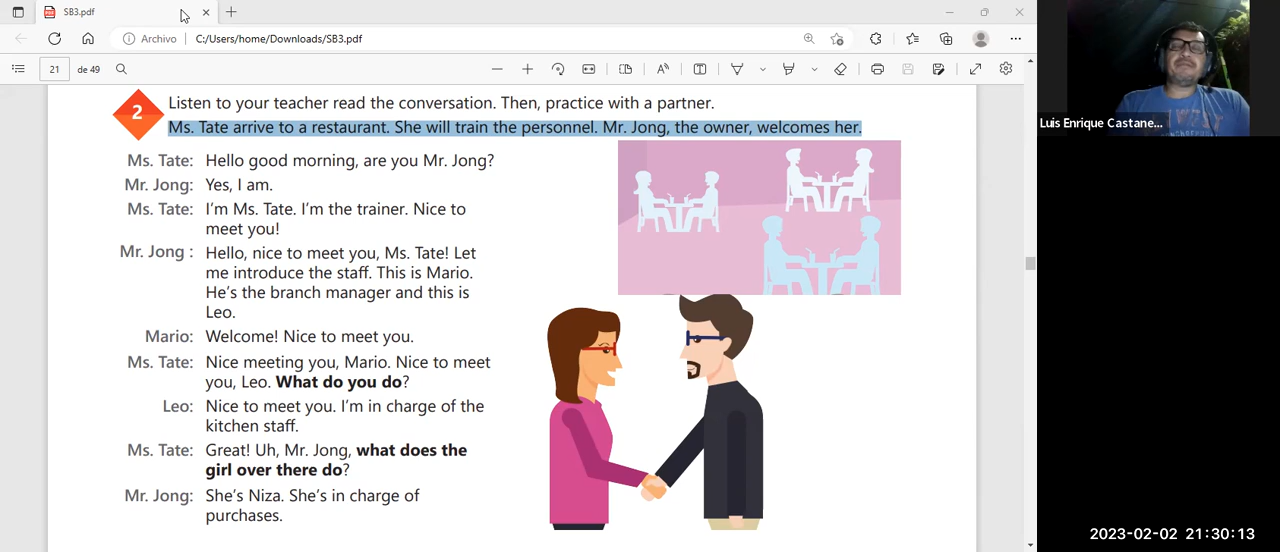 SB3.pdf
Archivo C:/Users/home/Downloads/SB3.pdf
21 de 49
2
Listen to your teacher read the conversation. Then, practice with a partner.
Ms. Tate arrive to a restaurant. She will train the personnel. Mr. Jong, the owner, welcomes her.
Ms. Tate: Hello good morning, are you Mr. Jong?
Mr. Jong: Yes, I am.
Ms. Tate: I'm Ms. Tate. I'm the trainer. Nice to
meet you!
Mr. Jong : Hello, nice to meet you, Ms. Tate! Let
me introduce the staff. This is Mario.
He's the branch manager and this is
Leo.
Mario: Welcome! Nice to meet you.
Ms. Tate: Nice meeting you, Mario. Nice to meet
you, Leo. What do you do?
Leo: Nice to meet you. I'm in charge of the
kitchen staff.
Ms. Tate: Great! Uh, Mr. Jong, what does the
girl over there do?
Mr. Jong: She's Niza. She's in charge of
purchases.
Luis Enrique Castane...
2023-02-02 21:30:13